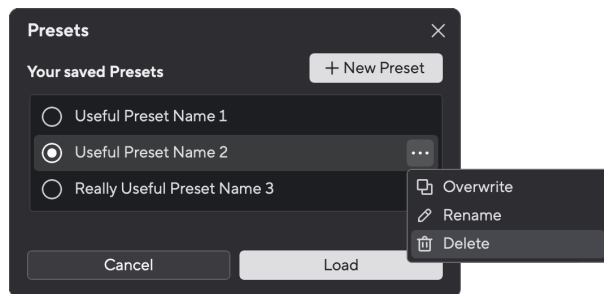 Presets
Your saved Presets
+ New Preset
Useful Preset Name 1
Useful Preset Name 2
Really Useful Preset Name 3
Overwrite
Rename
Delete
Cancel
Load